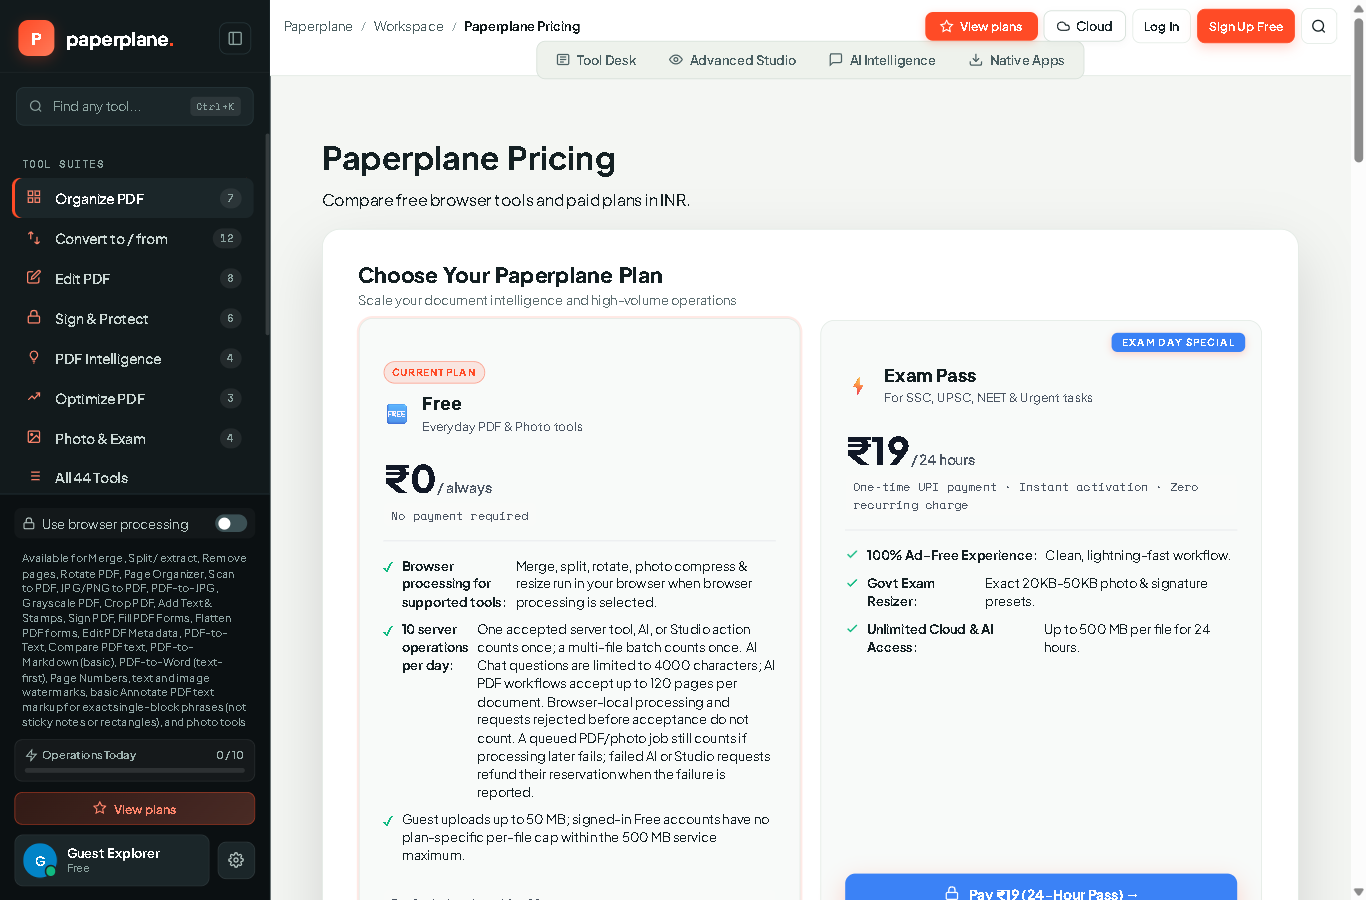 P paperplane.
Find any tool... Ctrl+K
TOOL SUITES
Organize PDF 7
Convert to / from 12
Edit PDF 8
Sign & Protect 6
PDF Intelligence 4
Optimize PDF 3
Photo & Exam 4
All 44 Tools
Use browser processing
Available for Merge, Split / extract, Remove
pages, Rotate PDF, Page Organizer, Scan
to PDF, JPG/PNG to PDF, PDF-to-JPG,
Grayscale PDF, Crop PDF, Add Text &
Stamps, Sign PDF, Fill PDF Forms, Flatten
PDF forms, Edit PDF Metadata, PDF-to-
Text, Compare PDF text, PDF-to-
Markdown (basic), PDF-to-Word (text-
first), Page Numbers, text and image
watermarks, basic Annotate PDF text
markup for exact single-block phrases (not
sticky notes or rectangles), and photo tools
Operations Today 0/10
View plans
G Guest Explorer
Free
Paperplane / Workspace / Paperplane Pricing
View plans
Cloud
Log In
Sign Up Free
Tool Desk
Advanced Studio
AI Intelligence
Native Apps
Paperplane Pricing
Compare free browser tools and paid plans in INR.
Choose Your Paperplane Plan
Scale your document intelligence and high-volume operations
CURRENT PLAN
FREE
Free
Everyday PDF & Photo tools
₹0 / always
No payment required
✓ Browser processing for supported tools: Merge, split, rotate, photo compress &
resize run in your browser when browser
processing is selected.
✓ 10 server operations per day: One accepted server tool, AI, or Studio action
counts once; a multi-file batch counts once. AI
Chat questions are limited to 4000 characters; AI
PDF workflows accept up to 120 pages per
document. Browser-local processing and
requests rejected before acceptance do not
count. A queued PDF/photo job still counts if
processing later fails; failed AI or Studio requests
refund their reservation when the failure is
reported.
✓ Guest uploads up to 50 MB; signed-in Free accounts have no
plan-specific per-file cap within the 500 MB service
maximum.
EXAM DAY SPECIAL
Exam Pass
For SSC, UPSC, NEET & Urgent tasks
₹19 / 24 hours
One-time UPI payment · Instant activation · Zero
recurring charge
✓ 100% Ad-Free Experience: Clean, lightning-fast workflow.
✓ Govt Exam Resizer: Exact 20KB-50KB photo & signature
presets.
✓ Unlimited Cloud & AI Access: Up to 500 MB per file for 24
hours.
Pay ₹19 (24-Hour Pass) →